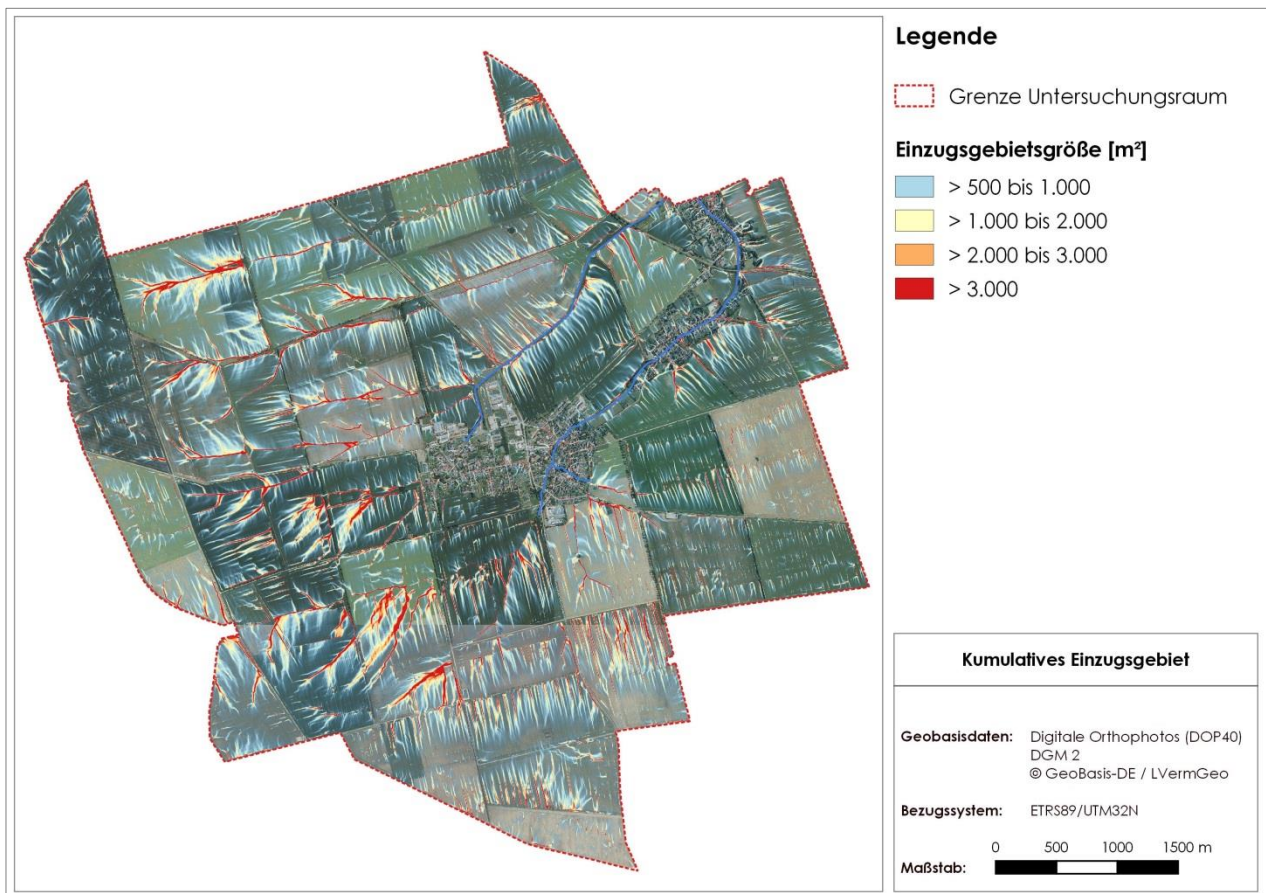 Legende
Grenze Untersuchungsraum
Einzugsgebietsgröße [m²]
> 500 bis 1.000
> 1.000 bis 2.000
> 2.000 bis 3.000
> 3.000
Kumulatives Einzugsgebiet
Geobasisdaten: Digitale Orthophotos (DOP40)
DGM 2
© GeoBasis-DE / LVermGeo
Bezugssystem: ETRS89/UTM32N
Maßstab: 0 500 1000 1500 m